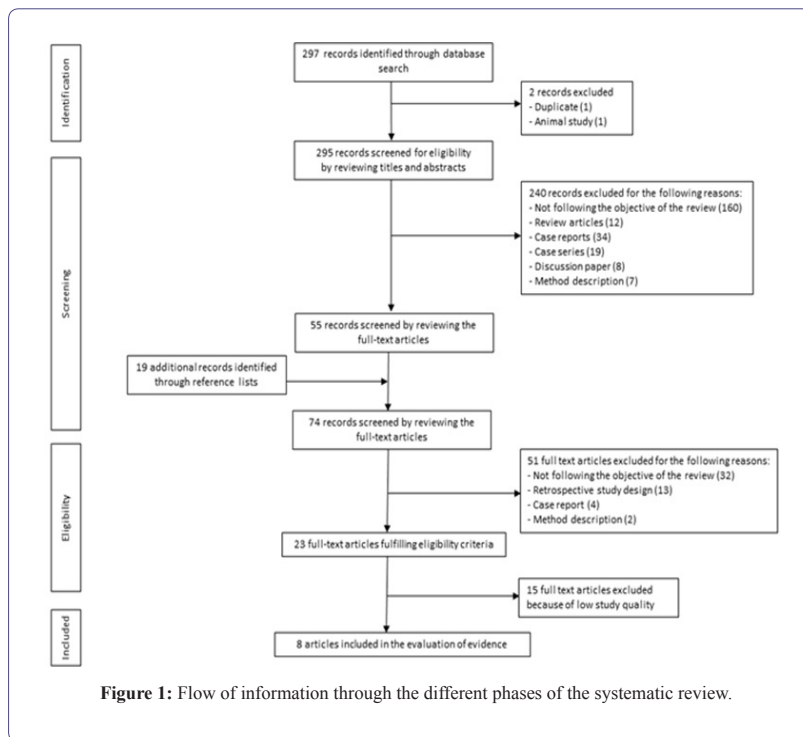 Identification
297 records identified through database
search
2 records excluded
- Duplicate (1)
- Animal study (1)
Screening
295 records screened for eligibility
by reviewing titles and abstracts
240 records excluded for the following reasons:
- Not following the objective of the review (160)
- Review articles (12)
- Case reports (34)
- Case series (19)
- Discussion paper (8)
- Method description (7)
55 records screened by reviewing the
full-text articles
19 additional records identified
through reference lists
74 records screened by reviewing the
full-text articles
Eligibility
51 full text articles excluded for the following reasons:
- Not following the objective of the review (32)
- Retrospective study design (13)
- Case report (4)
- Method description (2)
23 full-text articles fulfilling eligibility criteria
15 full text articles excluded
because of low study quality
Included
8 articles included in the evaluation of evidence
Figure 1: Flow of information through the different phases of the systematic review.